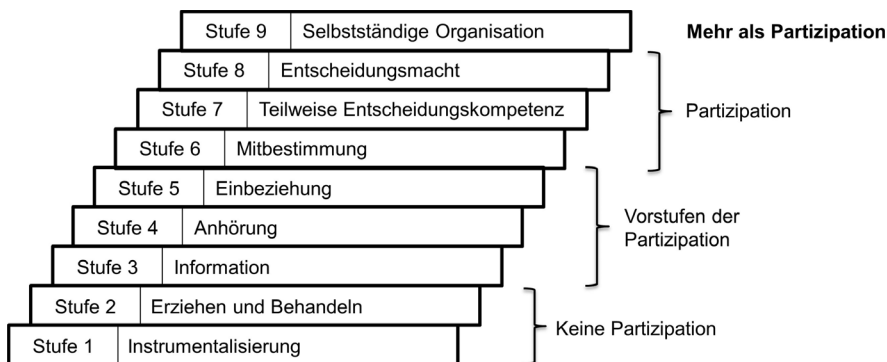 Stufe 9 Selbstständige Organisation Mehr als Partizipation
Stufe 8 Entscheidungsmacht
Stufe 7 Teilweise Entscheidungskompetenz Partizipation
Stufe 6 Mitbestimmung
Stufe 5 Einbeziehung
Stufe 4 Anhörung Vorstufen der
Partizipation
Stufe 3 Information
Stufe 2 Erziehen und Behandeln
Keine Partizipation
Stufe 1 Instrumentalisierung